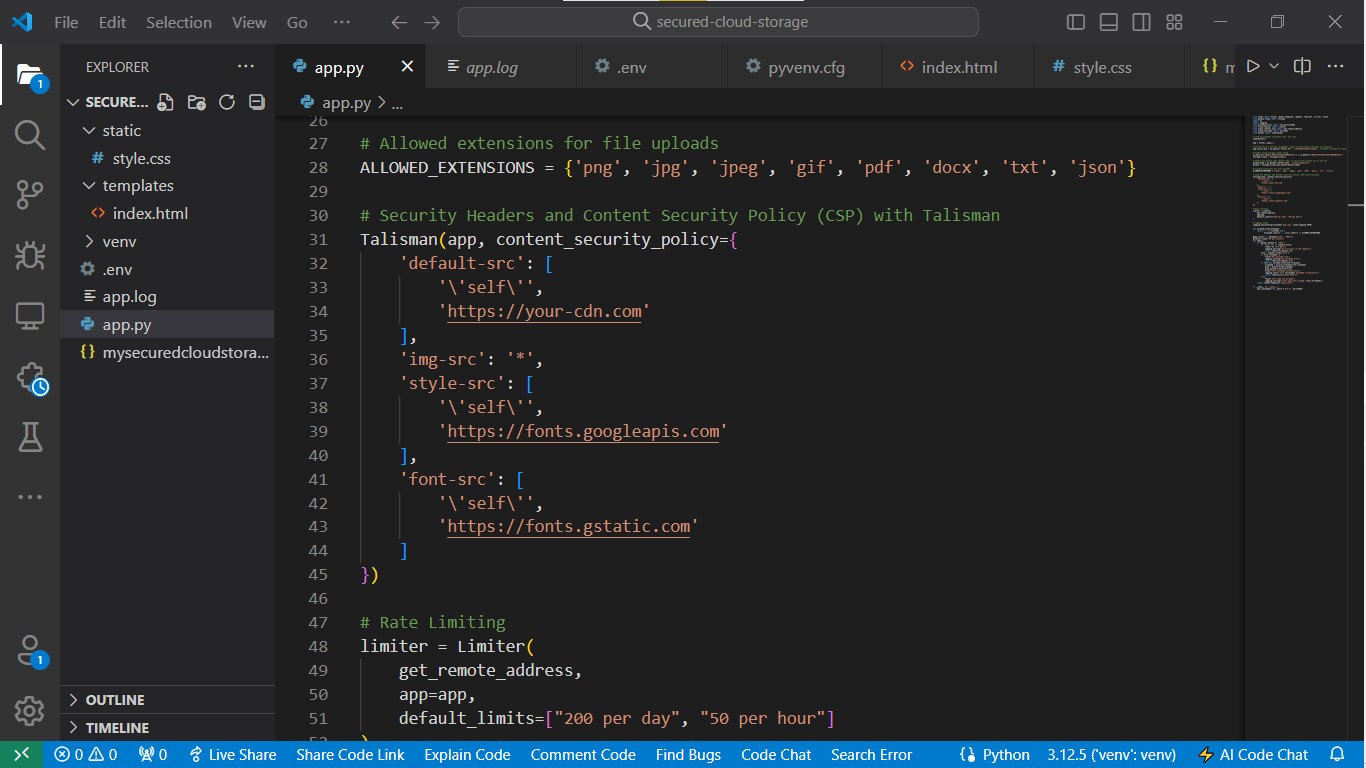 File Edit Selection View Go ··· secured-cloud-storage
EXPLORER ···
SECURE...
static
# style.css
templates
<> index.html
venv
.env
app.log
app.py
{} mysecuredcloudstora...
OUTLINE
TIMELINE
1
1
app.py × app.log .env pyvenv.cfg <> index.html # style.css {} m ···
app.py > ...
26
27 # Allowed extensions for file uploads
28 ALLOWED_EXTENSIONS = {'png', 'jpg', 'jpeg', 'gif', 'pdf', 'docx', 'txt', 'json'}
29
30 # Security Headers and Content Security Policy (CSP) with Talisman
31 Talisman(app, content_security_policy={
32     'default-src': [
33         '\'self\'',
34         'https://your-cdn.com'
35     ],
36     'img-src': '*',
37     'style-src': [
38         '\'self\'',
39         'https://fonts.googleapis.com'
40     ],
41     'font-src': [
42         '\'self\'',
43         'https://fonts.gstatic.com'
44     ]
45 })
46
47 # Rate Limiting
48 limiter = Limiter(
49     get_remote_address,
50     app=app,
51     default_limits=["200 per day", "50 per hour"]
52 )
0 0 0 Live Share Share Code Link Explain Code Comment Code Find Bugs Code Chat Search Error {} Python 3.12.5 ('venv': venv) AI Code Chat